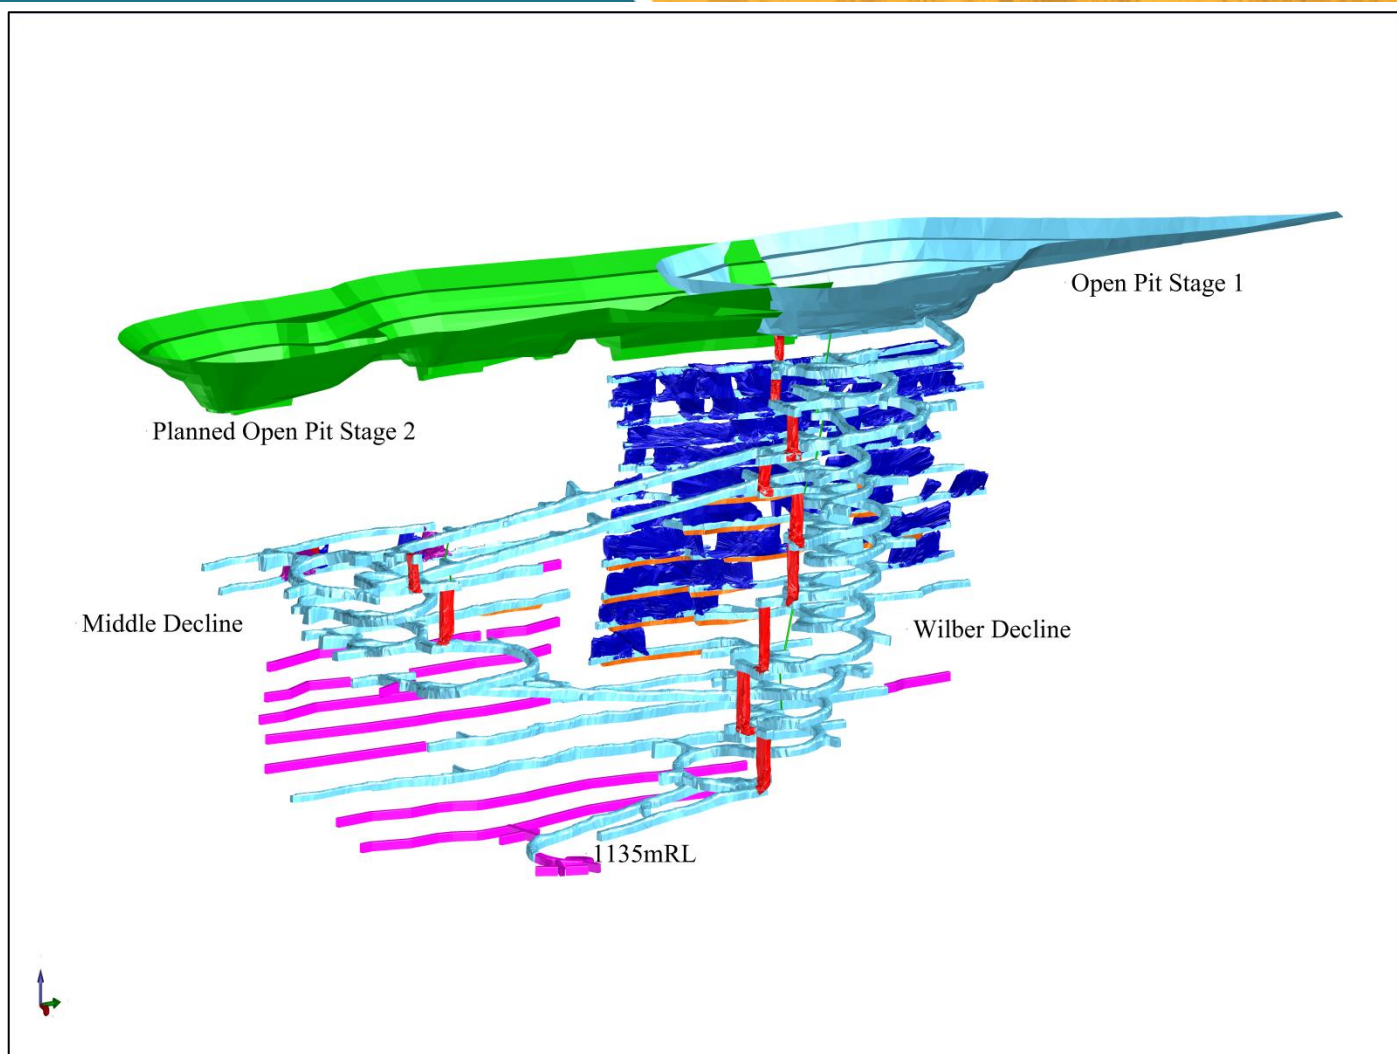 Open Pit Stage 1
Planned Open Pit Stage 2
Middle Decline
Wilber Decline
1135mRL